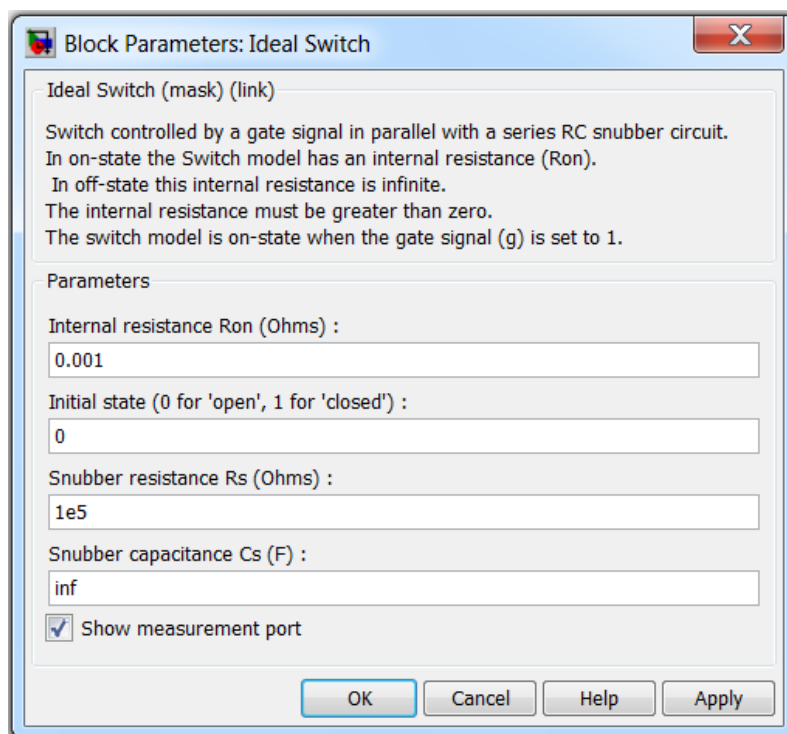 Block Parameters: Ideal Switch
Ideal Switch (mask) (link)
Switch controlled by a gate signal in parallel with a series RC snubber circuit.
In on-state the Switch model has an internal resistance (Ron).
In off-state this internal resistance is infinite.
The internal resistance must be greater than zero.
The switch model is on-state when the gate signal (g) is set to 1.
Parameters
Internal resistance Ron (Ohms) :
0.001
Initial state (0 for 'open', 1 for 'closed') :
0
Snubber resistance Rs (Ohms) :
1e5
Snubber capacitance Cs (F) :
inf
Show measurement port
OK Cancel Help Apply